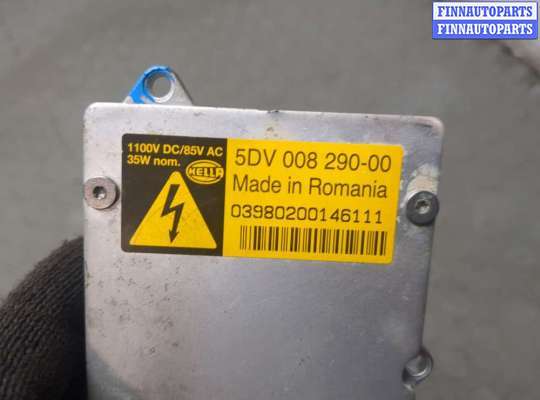 FINNAUTOPARTS
FINNAUTOPARTS
1100V DC/85V AC
35W nom.
HELLA
5DV 008 290-00
Made in Romania
03980200146111